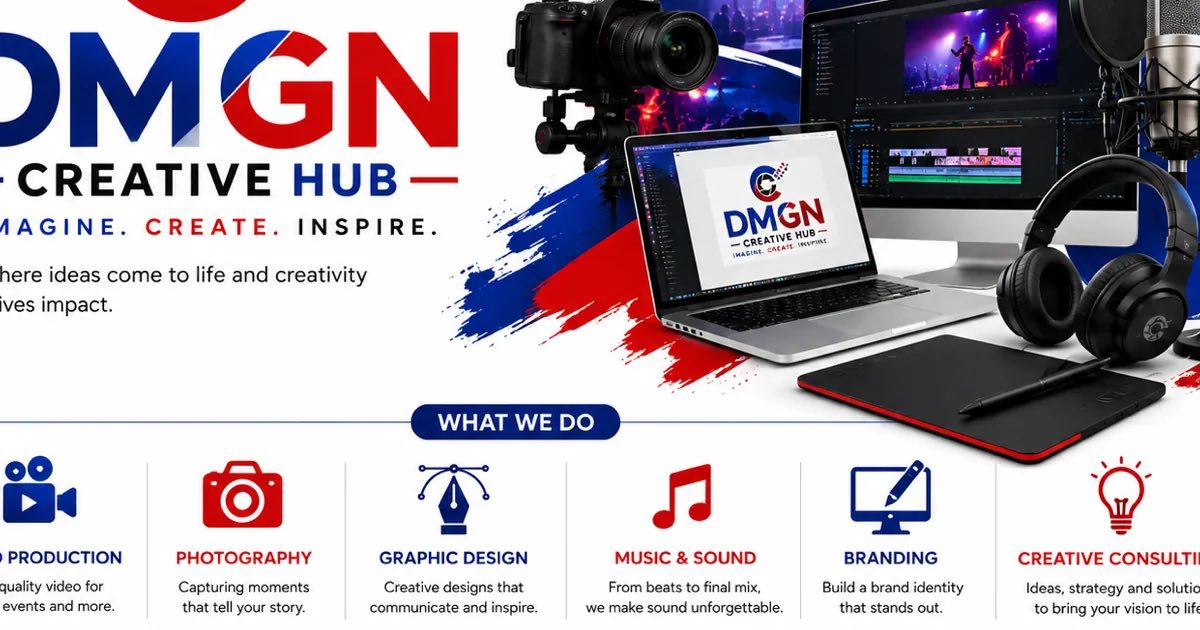 DMGN
CREATIVE HUB
MAGINE. CREATE. INSPIRE.
here ideas come to life and creativity
ives impact.
DMGN
CREATIVE HUB
IMAGINE. CREATE. INSPIRE.
WHAT WE DO
O PRODUCTION
quality video for
events and more.
PHOTOGRAPHY
Capturing moments
that tell your story.
GRAPHIC DESIGN
Creative designs that
communicate and inspire.
MUSIC & SOUND
From beats to final mix,
we make sound unforgettable.
BRANDING
Build a brand identity
that stands out.
CREATIVE CONSULTI
Ideas, strategy and solutio
to bring your vision to life